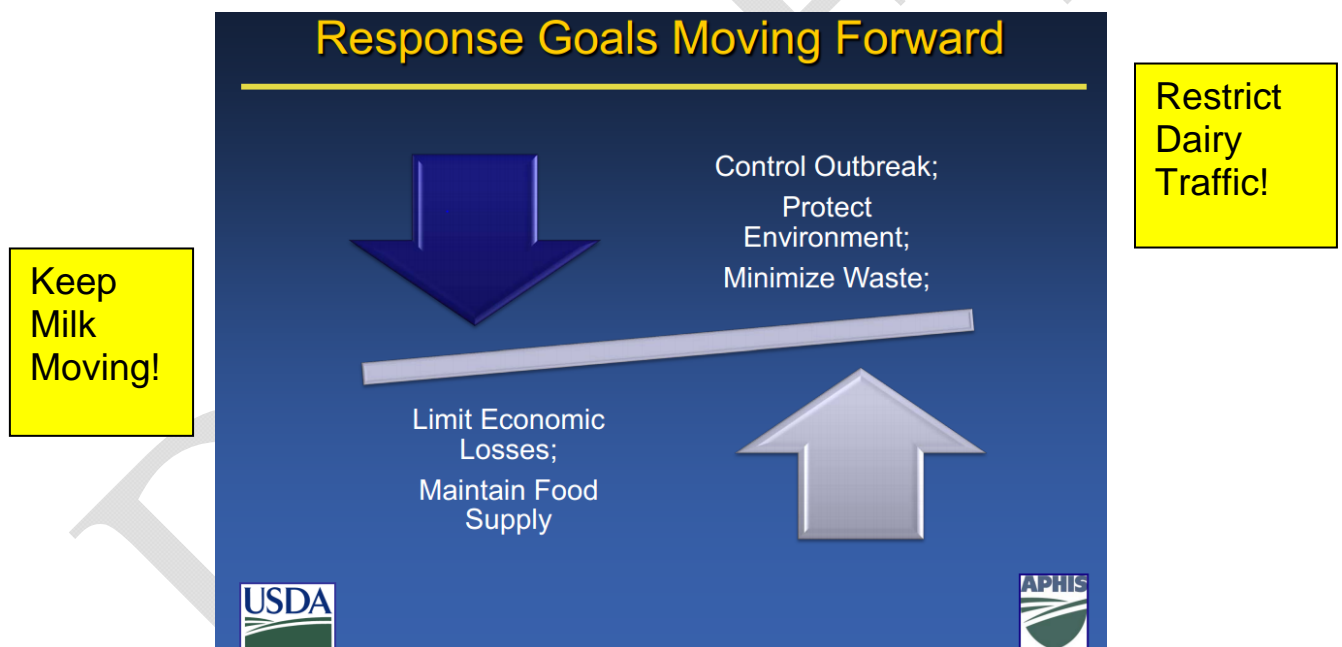 Response Goals Moving Forward
Restrict
Dairy
Traffic!
Control Outbreak;
Protect
Environment;
Minimize Waste;
Keep
Milk
Moving!
Limit Economic
Losses;
Maintain Food
Supply
USDA
APHIS